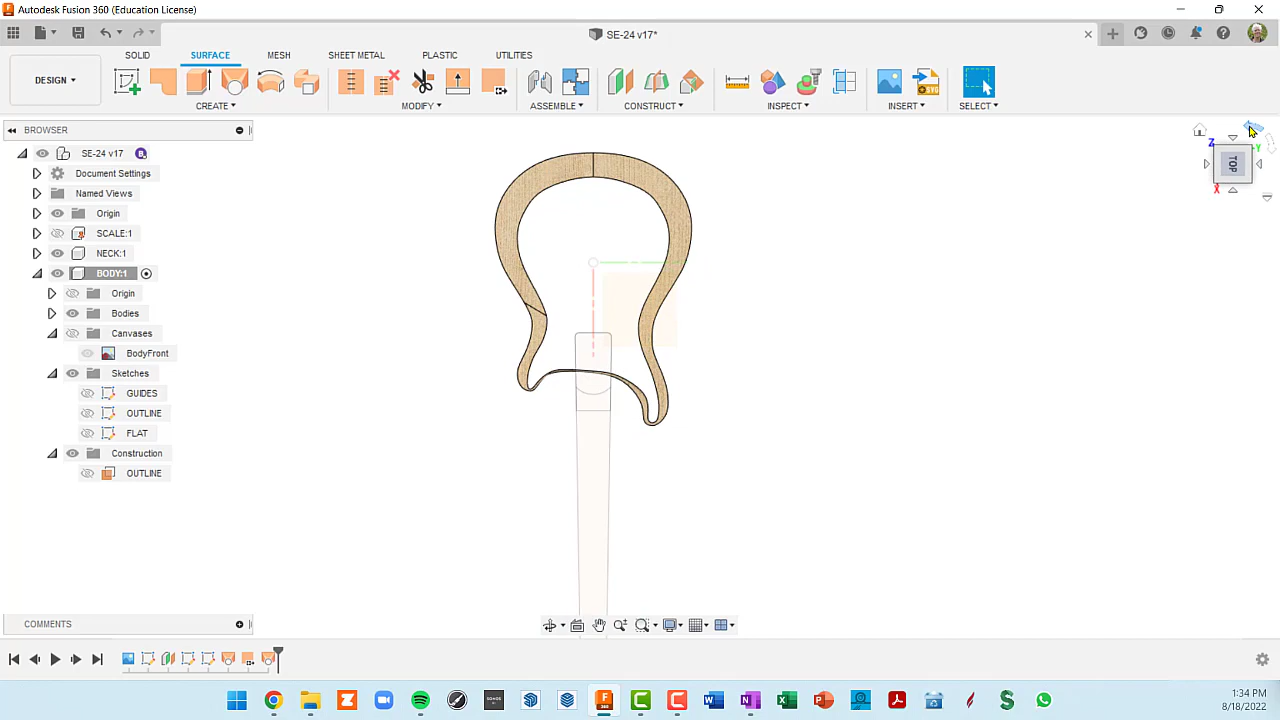 Autodesk Fusion 360 (Education License)
SE-24 v17*
SOLID
SURFACE
MESH
SHEET METAL
PLASTIC
UTILITIES
DESIGN
CREATE
MODIFY
ASSEMBLE
CONSTRUCT
INSPECT
INSERT
SELECT
BROWSER
SE-24 v17
Document Settings
Named Views
Origin
SCALE:1
NECK:1
BODY:1
Origin
Bodies
Canvases
BodyFront
Sketches
GUIDES
OUTLINE
FLAT
Construction
OUTLINE
Z
Y
TOP
X
COMMENTS
1:34 PM
8/18/2022